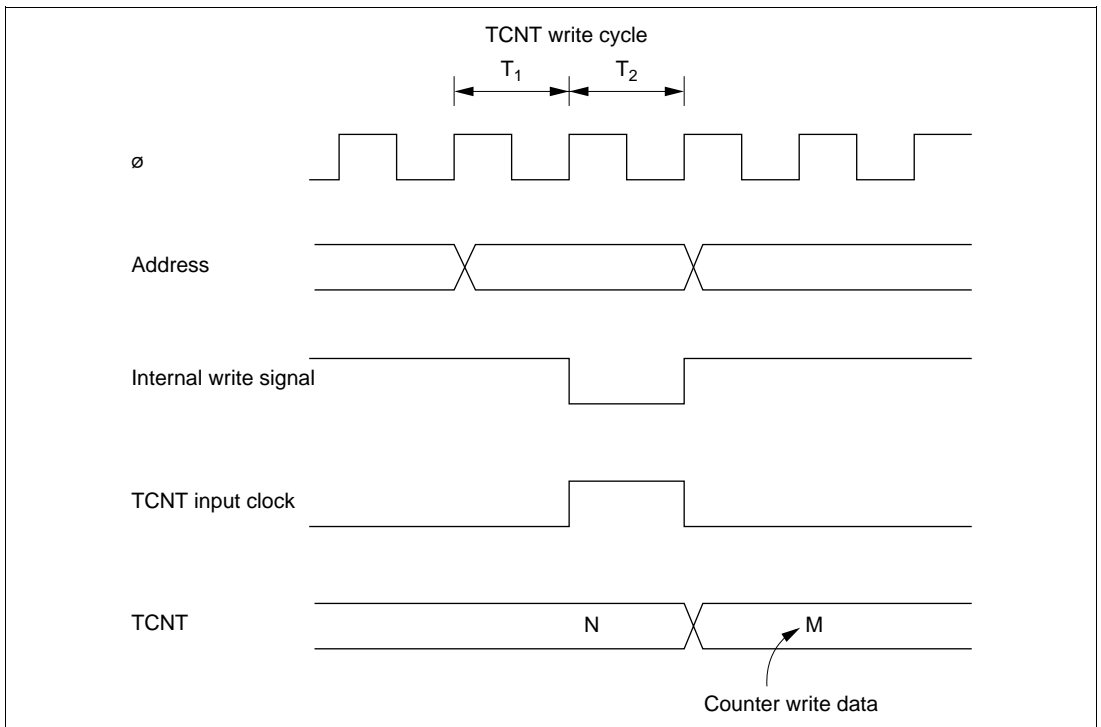 TCNT write cycle
T1 T2
ø
Address
Internal write signal
TCNT input clock
TCNT N M
Counter write data